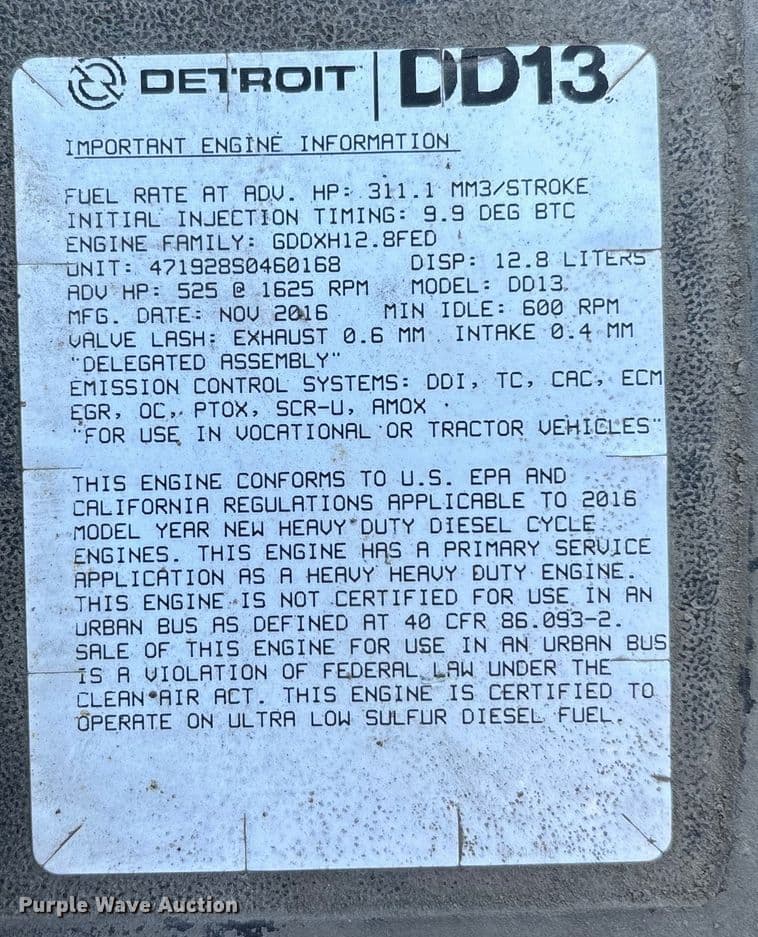 DETROIT DD13
IMPORTANT ENGINE INFORMATION
FUEL RATE AT ADV. HP: 311.1 MM3/STROKE
INITIAL INJECTION TIMING: 9.9 DEG BTC
ENGINE FAMILY: GDDXH12.8FED
UNIT: 471928S0460168 DISP: 12.8 LITERS
ADV HP: 525 @ 1625 RPM MODEL: DD13
MFG. DATE: NOV 2016 MIN IDLE: 600 RPM
VALVE LASH: EXHAUST 0.6 MM INTAKE 0.4 MM
"DELEGATED ASSEMBLY"
EMISSION CONTROL SYSTEMS: DDI, TC, CAC, ECM
EGR, OC, PTOX, SCR-U, AMOX
"FOR USE IN VOCATIONAL OR TRACTOR VEHICLES"
THIS ENGINE CONFORMS TO U.S. EPA AND
CALIFORNIA REGULATIONS APPLICABLE TO 2016
MODEL YEAR NEW HEAVY DUTY DIESEL CYCLE
ENGINES. THIS ENGINE HAS A PRIMARY SERVICE
APPLICATION AS A HEAVY HEAVY DUTY ENGINE.
THIS ENGINE IS NOT CERTIFIED FOR USE IN AN
URBAN BUS AS DEFINED AT 40 CFR 86.093-2.
SALE OF THIS ENGINE FOR USE IN AN URBAN BUS
IS A VIOLATION OF FEDERAL LAW UNDER THE
CLEAN AIR ACT. THIS ENGINE IS CERTIFIED TO
OPERATE ON ULTRA LOW SULFUR DIESEL FUEL.
Purple Wave Auction